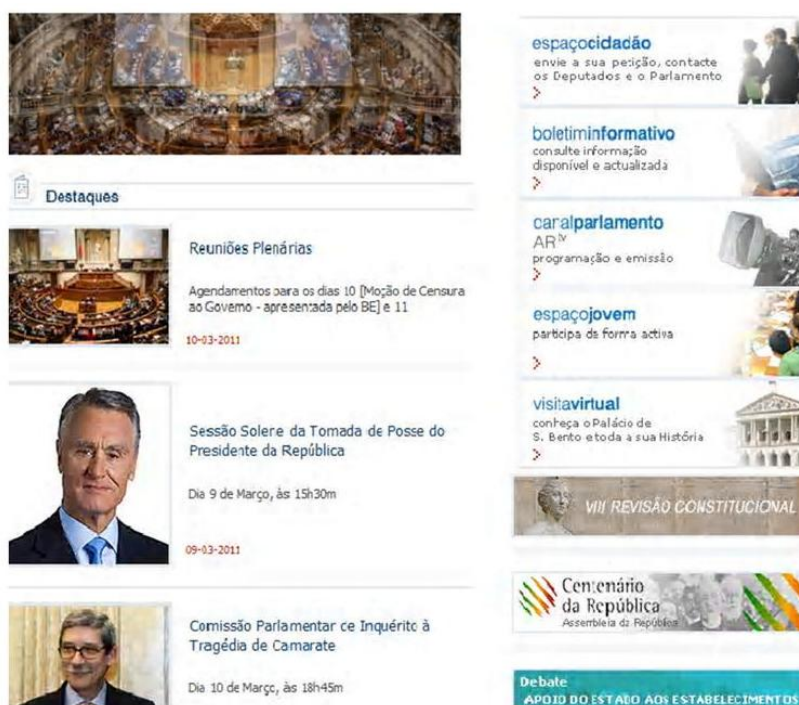 Destaques
Reuniões Plenárias
Agendamentos para os dias 10 [Moção de Censura
ao Governo - apresentada pelo BE] e 11
10-03-2011
Sessão Solene da Tomada de Posse do
Presidente da República
Dia 9 de Março, às 15h30m
09-03-2011
Comissão Parlamentar de Inquérito à
Tragédia de Camarate
Dia 10 de Março, às 18h45m
espaçocidadão
envie a sua petição, contacte
os Deputados e o Parlamento
boletiminformativo
consulte informação
disponível e actualizada
canalparlamento
ARtv
programação e emissão
espaçojovem
participa de forma activa
visitavirtual
conheça o Palácio de
S. Bento e toda a sua História
VIII REVISÃO CONSTITUCIONAL
Centenário
da República
Assembleia da República
Debate
APOIO DO ESTADO AOS ESTABELECIMENTOS